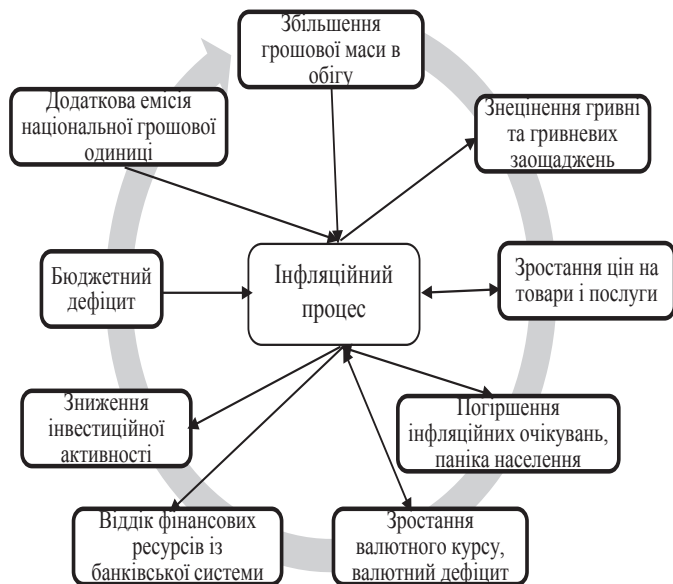 Збільшення
грошової маси в
обігу
Додаткова емісія
національної грошової
одиниці
Знецінення гривні
та гривневих
заощаджень
Бюджетний
дефіцит
Інфляційний
процес
Зростання цін на
товари і послуги
Зниження
інвестиційної
активності
Погіршення
інфляційних очікувань,
паніка населення
Віддік фінансових
ресурсів із
банківської системи
Зростання
валютного курсу,
валютний дефіцит